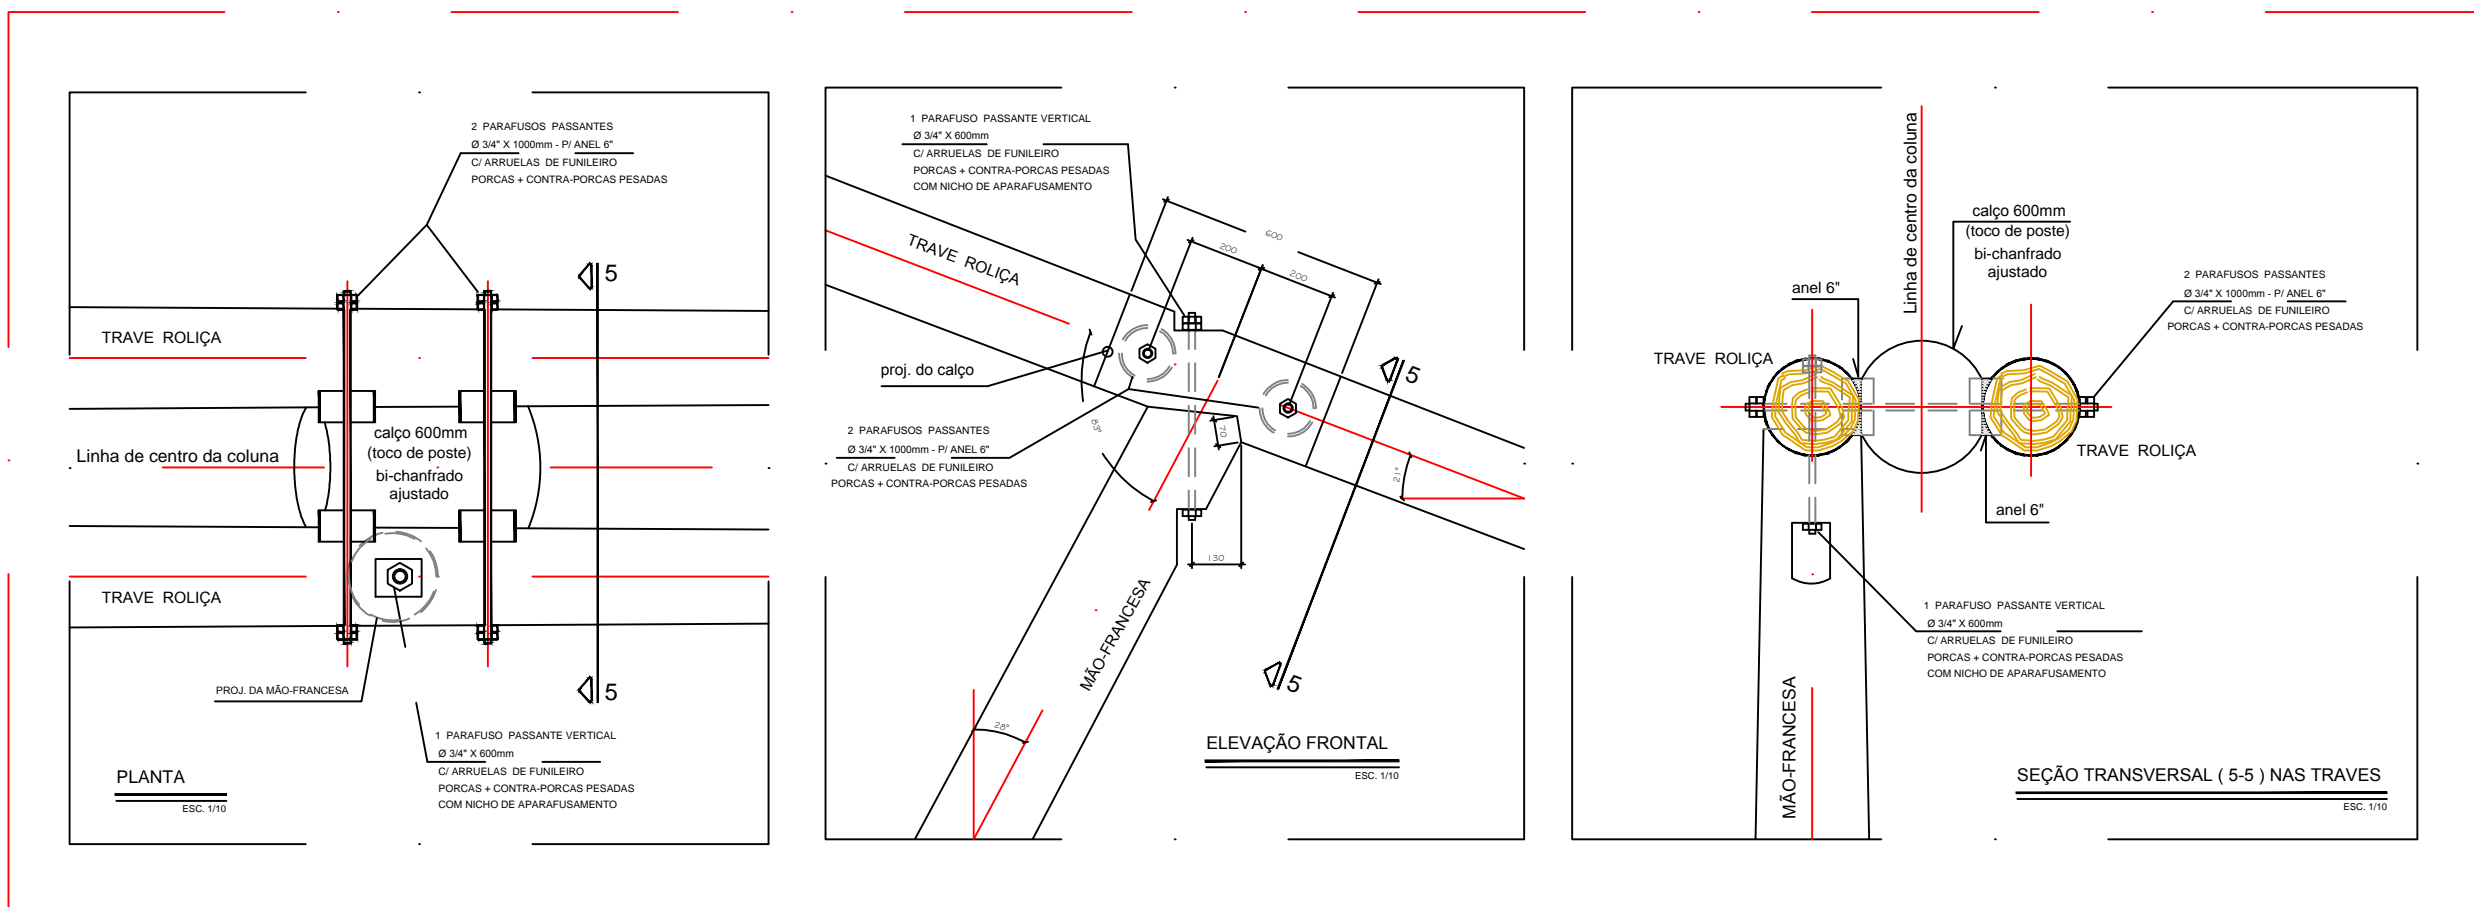 2 PARAFUSOS PASSANTES
Ø 3/4" X 1000mm - P/ ANEL 6"
C/ ARRUELAS DE FUNILEIRO
PORCAS + CONTRA-PORCAS PESADAS
5
TRAVE ROLIÇA
calço 600mm
(toco de poste)
bi-chanfrado
ajustado
Linha de centro da coluna
TRAVE ROLIÇA
PROJ. DA MÃO-FRANCESA
5
1 PARAFUSO PASSANTE VERTICAL
Ø 3/4" X 600mm
C/ ARRUELAS DE FUNILEIRO
PORCAS + CONTRA-PORCAS PESADAS
COM NICHO DE APARAFUSAMENTO
PLANTA
ESC. 1/10
1 PARAFUSO PASSANTE VERTICAL
Ø 3/4" X 600mm
C/ ARRUELAS DE FUNILEIRO
PORCAS + CONTRA-PORCAS PESADAS
COM NICHO DE APARAFUSAMENTO
TRAVE ROLIÇA
600
200
200
proj. do calço
5
2 PARAFUSOS PASSANTES
Ø 3/4" X 1000mm - P/ ANEL 6"
C/ ARRUELAS DE FUNILEIRO
PORCAS + CONTRA-PORCAS PESADAS
83°
70
21°
130
MÃO-FRANCESA
5
28°
ELEVAÇÃO FRONTAL
ESC. 1/10
Linha de centro da coluna
calço 600mm
(toco de poste)
bi-chanfrado
ajustado
anel 6"
2 PARAFUSOS PASSANTES
Ø 3/4" X 1000mm - P/ ANEL 6"
C/ ARRUELAS DE FUNILEIRO
PORCAS + CONTRA-PORCAS PESADAS
TRAVE ROLIÇA
TRAVE ROLIÇA
anel 6"
1 PARAFUSO PASSANTE VERTICAL
Ø 3/4" X 600mm
C/ ARRUELAS DE FUNILEIRO
PORCAS + CONTRA-PORCAS PESADAS
COM NICHO DE APARAFUSAMENTO
MÃO-FRANCESA
SEÇÃO TRANSVERSAL ( 5-5 ) NAS TRAVES
ESC. 1/10